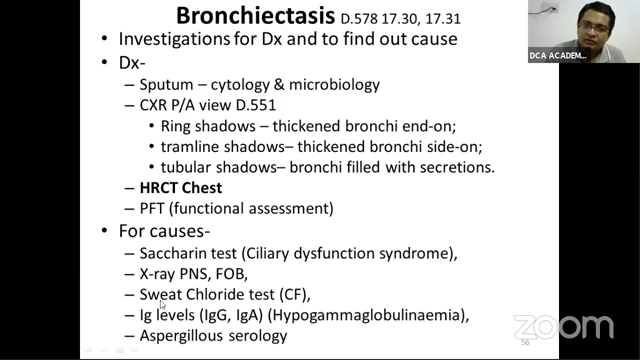 Bronchiectasis D.578 17.30, 17.31
• Investigations for Dx and to find out cause
• Dx-
– Sputum – cytology & microbiology
– CXR P/A view D.551
• Ring shadows – thickened bronchi end-on;
• tramline shadows– thickened bronchi side-on;
• tubular shadows– bronchi filled with secretions.
– HRCT Chest
– PFT (functional assessment)
• For causes-
– Saccharin test (Ciliary dysfunction syndrome),
– X-ray PNS, FOB,
– Sweat Chloride test (CF),
– Ig levels (IgG, IgA) (Hypogammaglobulinaemia),
– Aspergillous serology
DCA ACADEM...
zoom
56